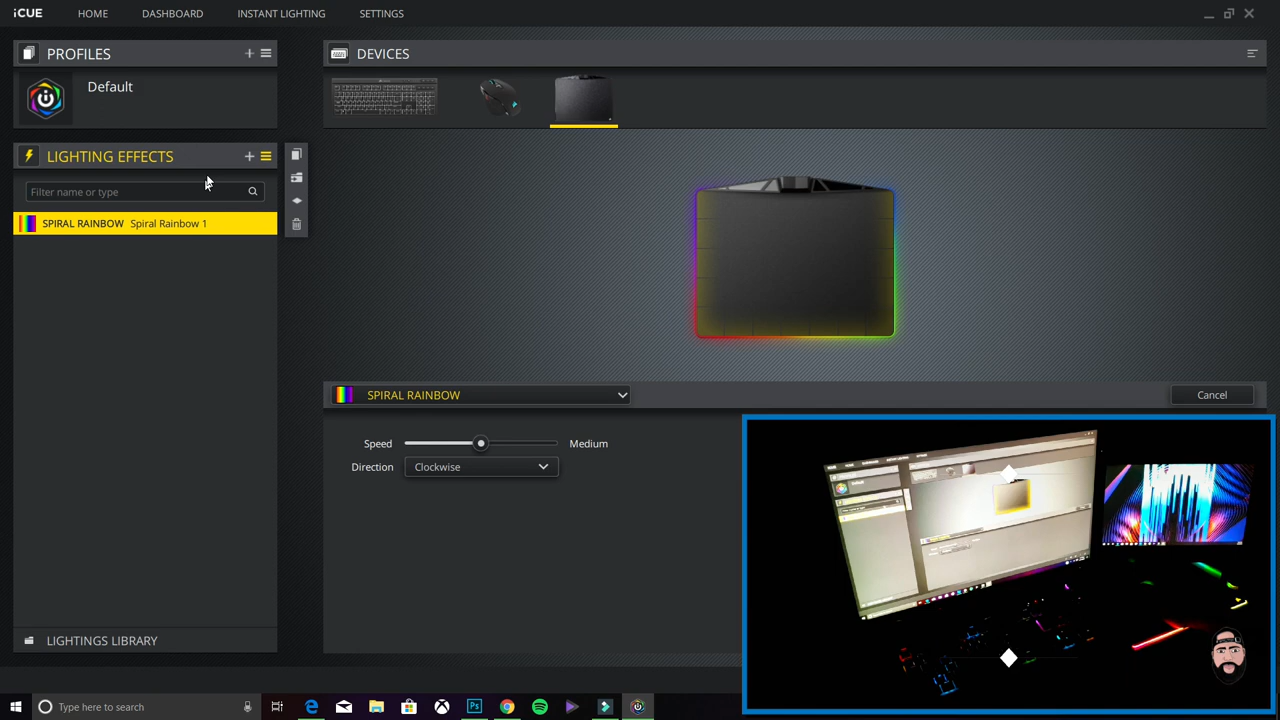 iCUE
HOME
DASHBOARD
INSTANT LIGHTING
SETTINGS
PROFILES
Default
LIGHTING EFFECTS
Filter name or type
SPIRAL RAINBOW Spiral Rainbow 1
LIGHTINGS LIBRARY
DEVICES
SPIRAL RAINBOW
Cancel
Speed
Medium
Direction
Clockwise
Type here to search
Ps